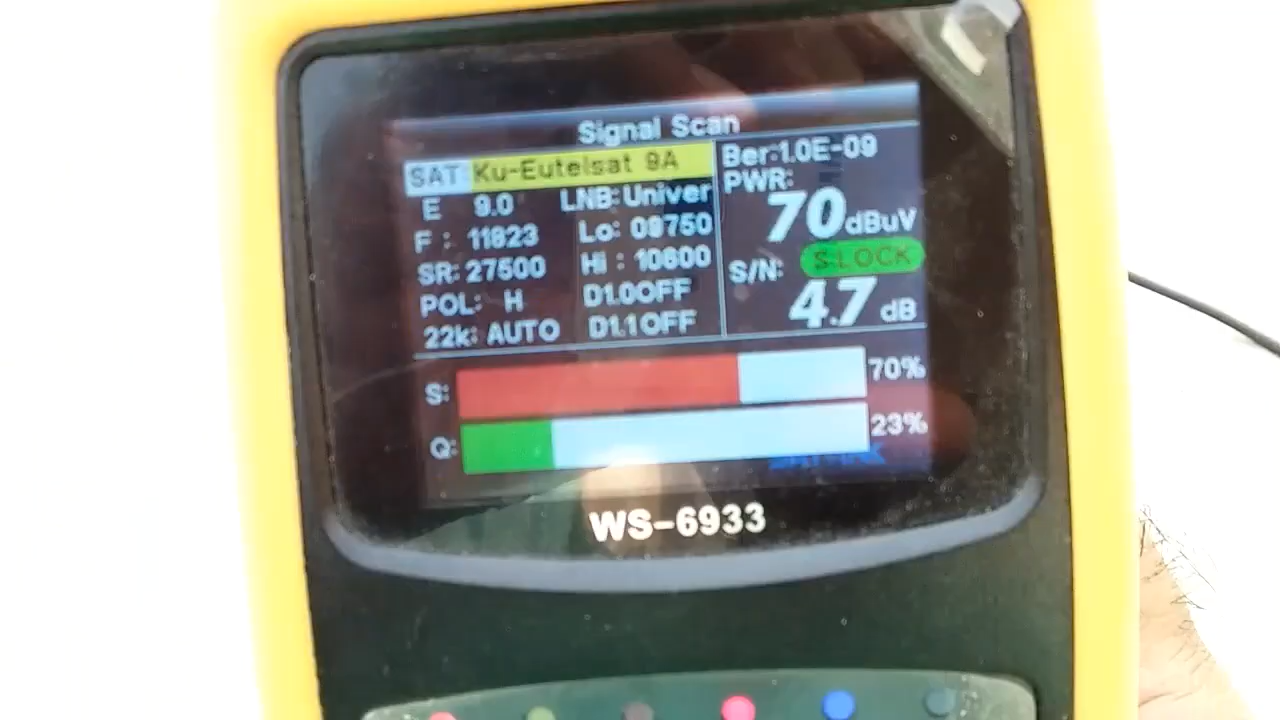 Signal Scan
SAT: Ku-Eutelsat 9A
E 9.0 LNB: Univer
F : 11823 Lo: 09750
SR: 27500 Hi : 10600
POL: H D1.0OFF
22k: AUTO D1.1OFF
Ber:1.0E-09
PWR:
70dBuV
S-LOCK
S/N:
4.7 dB
S: 70%
Q: 23%
WS-6933